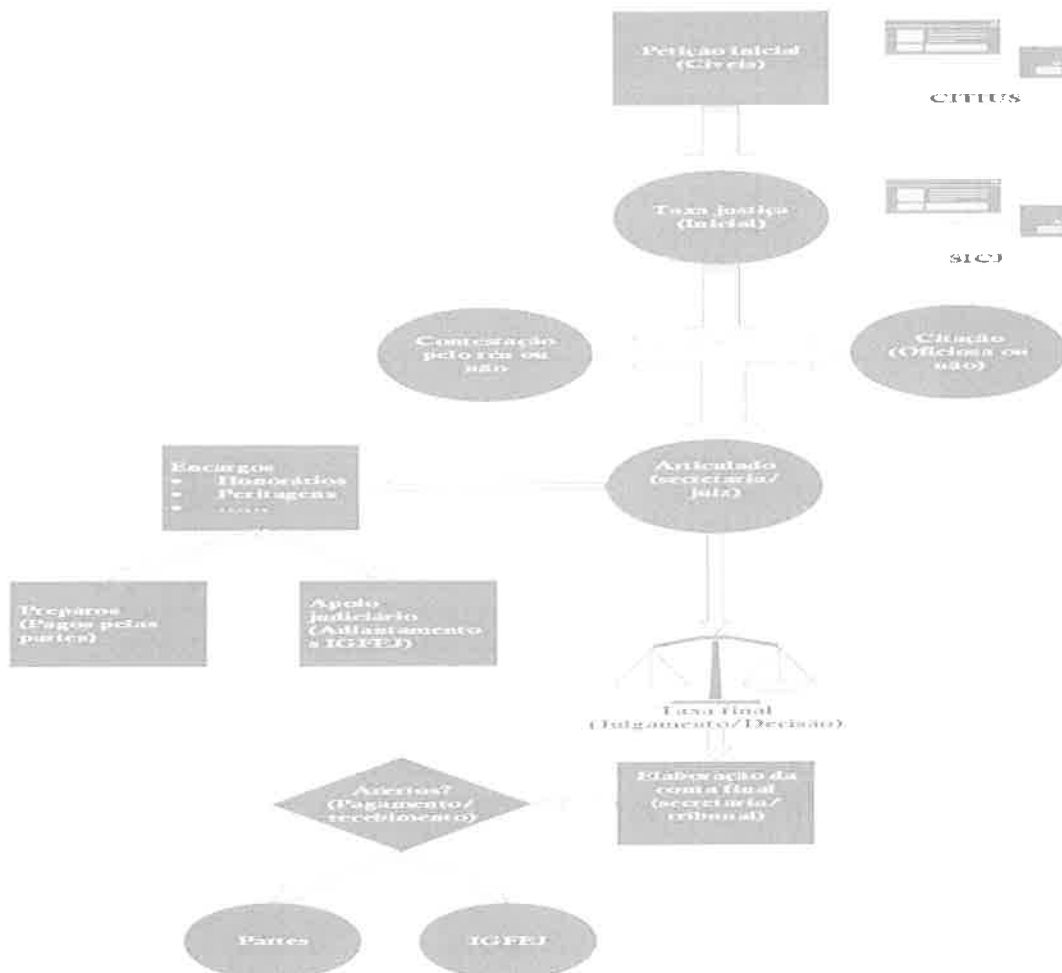 Petição inicial
(Cíveis)
CITIUS
Taxa justiça
(Inicial)
SICJ
Contestação
pelo réu ou
não
Citação
(Oficiosa ou
não)
Encargos
• Honorários
• Peritagens
• ......
Articulado
(secretaria/
juiz)
Preparos
(Pagos pelas
partes)
Apoio
judiciário
(Adiantamento
s IGFEJ)
Taxa final
(Julgamento/Decisão)
Acertos?
(Pagamento/
recebimento)
Elaboração da
conta final
(secretaria/
tribunal)
Partes
IGFEJ